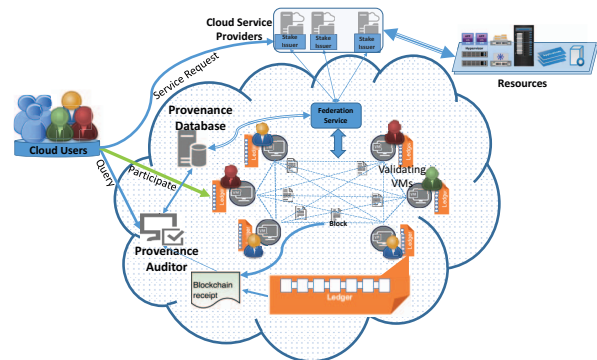 Cloud Service
Providers
Stake
Issuer
Stake
Issuer
Stake
Issuer
Service Request
Resources
Provenance
Database
Federation
Service
Cloud Users
Query
Participate
Ledger
Ledger
Ledger
Ledger
Ledger
Ledger
Validating
VMs
Block
Provenance
Auditor
Blockchain
receipt
Ledger